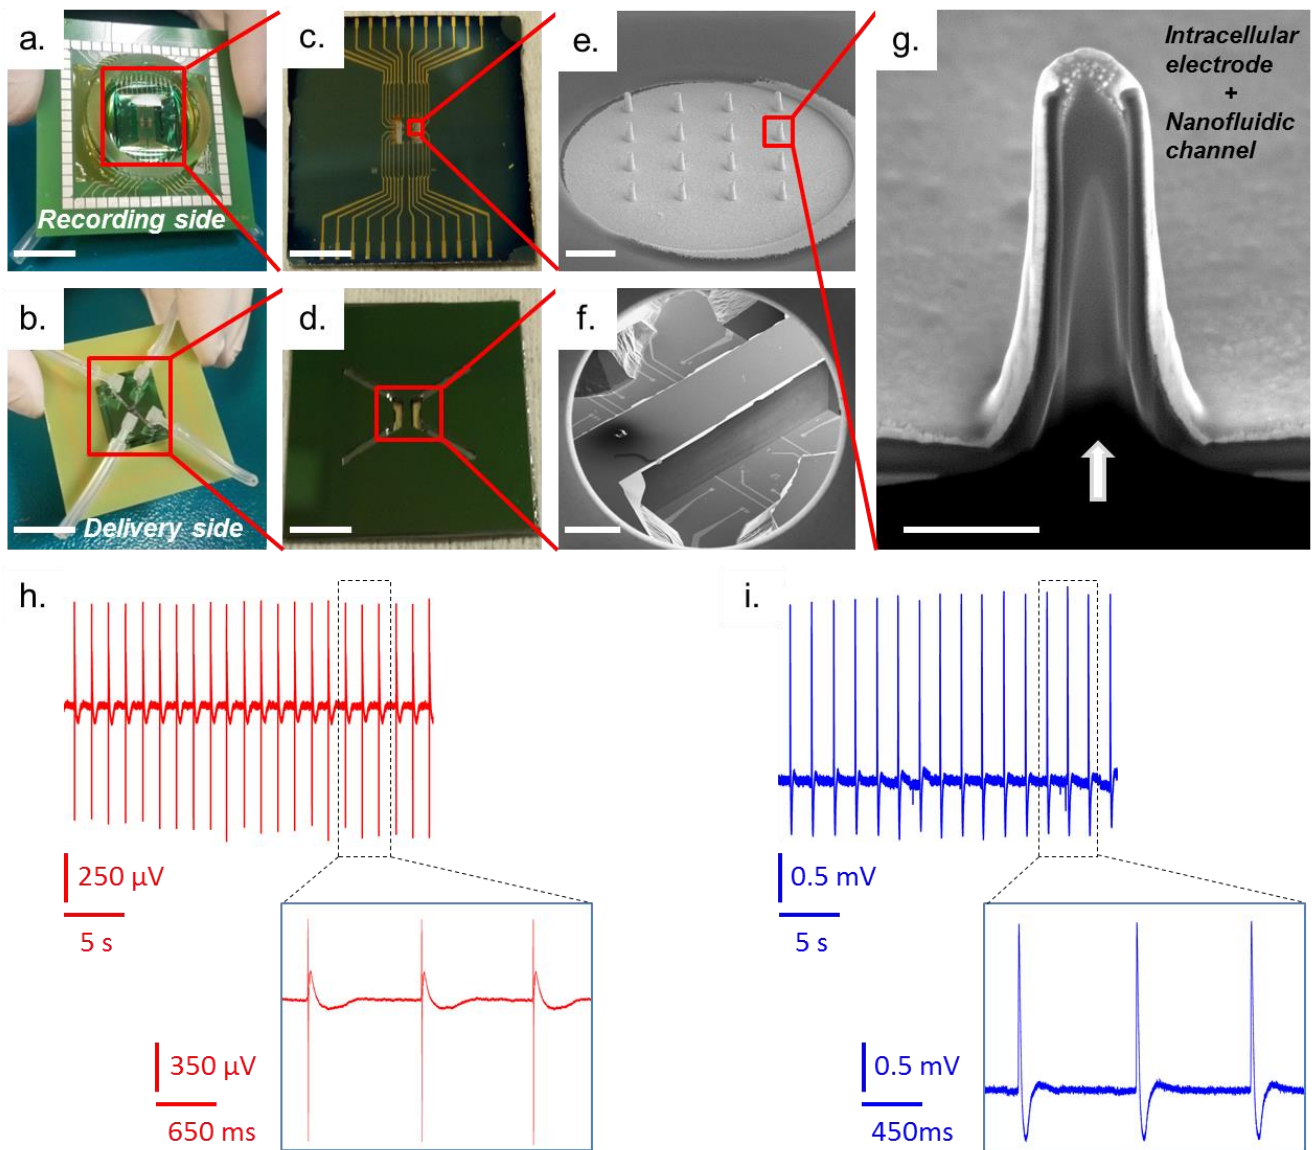 a.
Recording side
b.
Delivery side
c.
d.
e.
f.
g.
Intracellular
electrode
+
Nanofluidic
channel
h.
250 µV
5 s
350 µV
650 ms
i.
0.5 mV
5 s
0.5 mV
450ms